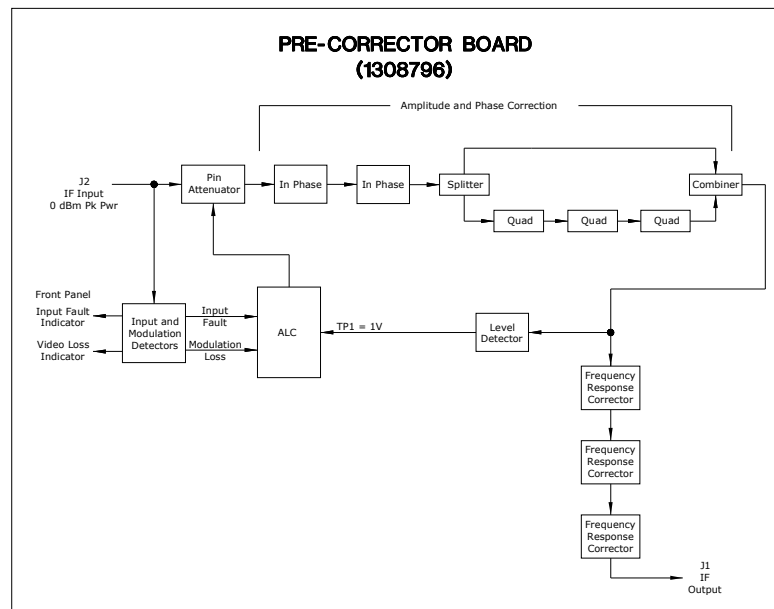 PRE-CORRECTOR BOARD
(1308796)
Amplitude and Phase Correction
J2
IF Input
0 dBm Pk Pwr
Pin
Attenuator
In Phase
In Phase
Splitter
Combiner
Quad
Quad
Quad
Front Panel
Input Fault
Indicator
Video Loss
Indicator
Input and
Modulation
Detectors
Input
Fault
Modulation
Loss
ALC
TP1 = 1V
Level
Detector
Frequency
Response
Corrector
Frequency
Response
Corrector
Frequency
Response
Corrector
J1
IF
Output